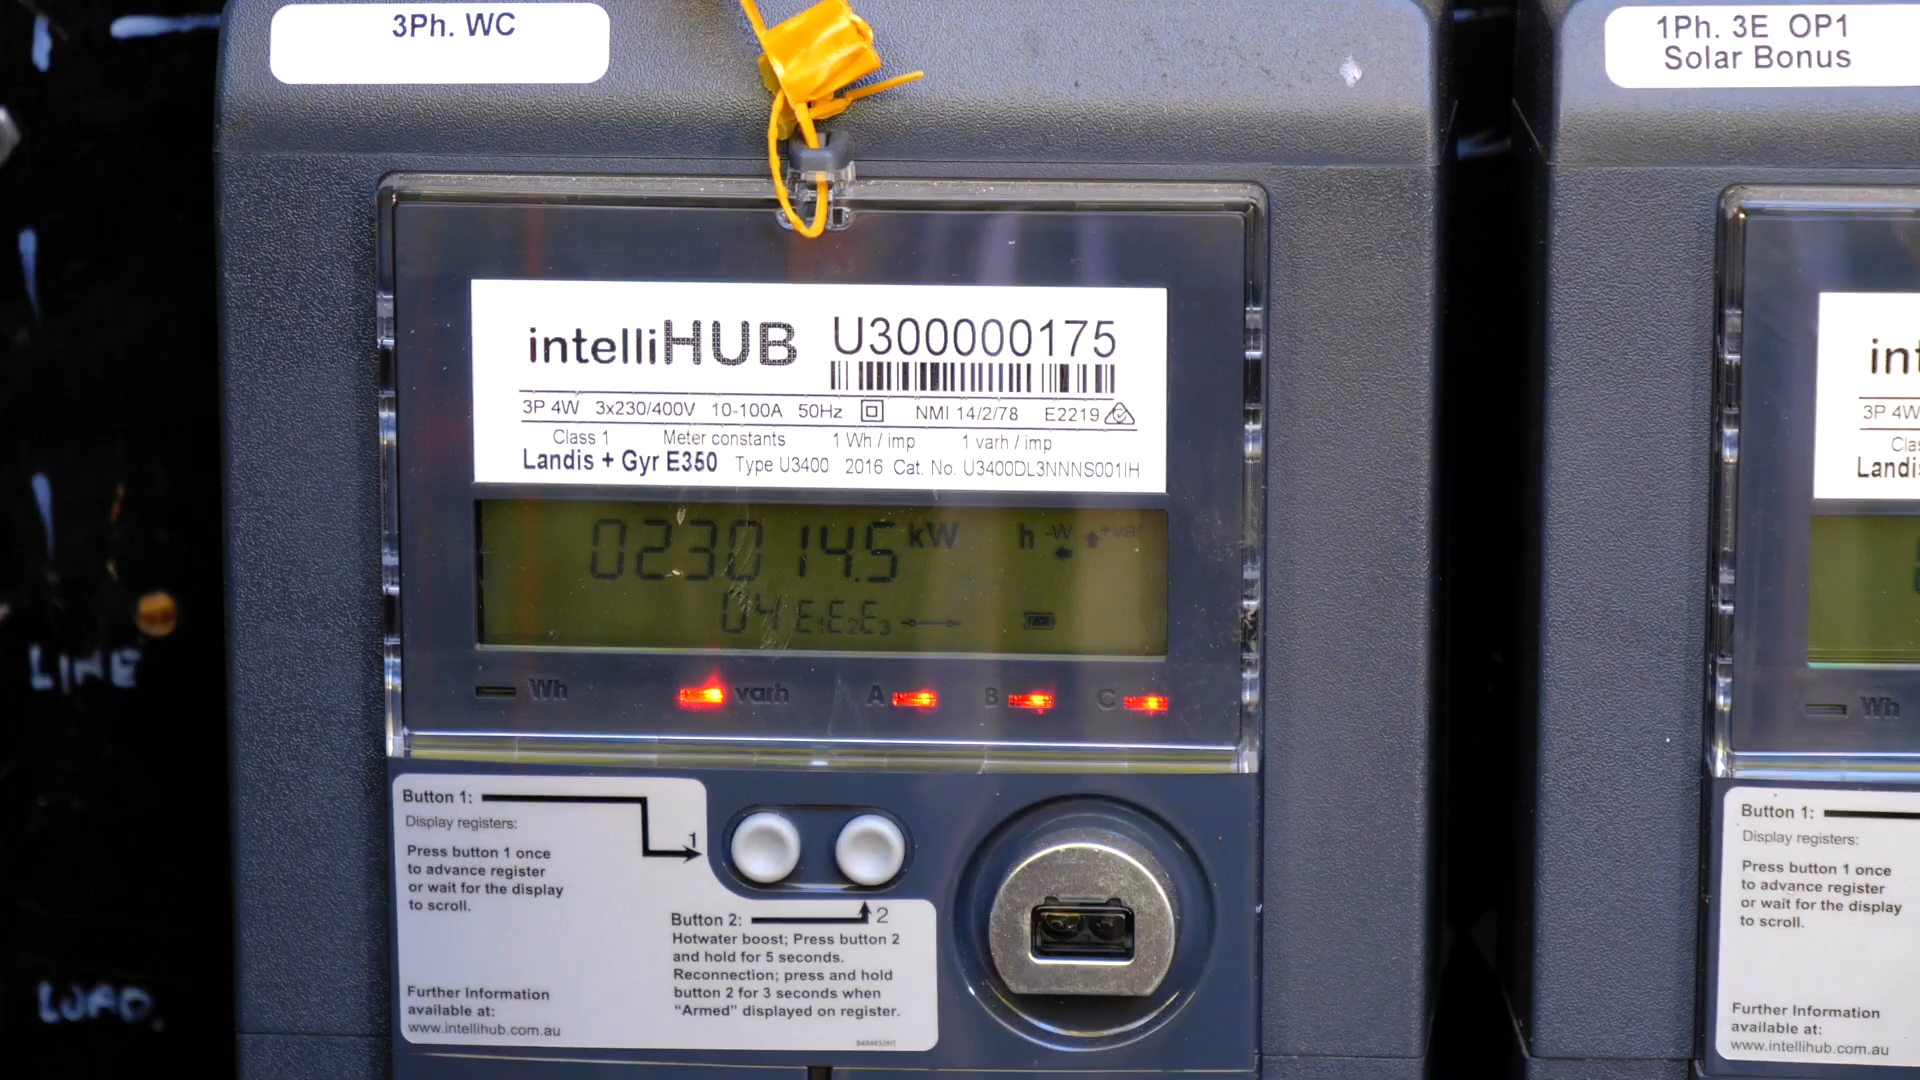 3Ph. WC
intelliHUB U300000175
3P 4W 3x230/400V 10-100A 50Hz NMI 14/2/78 E2219
Class 1 Meter constants 1 Wh / imp 1 varh / imp
Landis + Gyr E350 Type U3400 2016 Cat. No. U3400DL3NNNS001IH
023014.5 kW h -W +var
04 E1E2E3
Wh varh A B C
Button 1:
Display registers:
Press button 1 once
to advance register
or wait for the display
to scroll.
1
Button 2: 2
Hotwater boost; Press button 2
and hold for 5 seconds.
Reconnection; press and hold
button 2 for 3 seconds when
"Armed" displayed on register.
Further Information
available at:
www.intellihub.com.au
1Ph. 3E OP1
Solar Bonus
int
3P 4W
Clas
Landis
Wh
Button 1:
Display registers:
Press button 1 once
to advance register
or wait for the display
to scroll.
Further Information
available at:
www.intellihub.com.au
LINE
LOAD